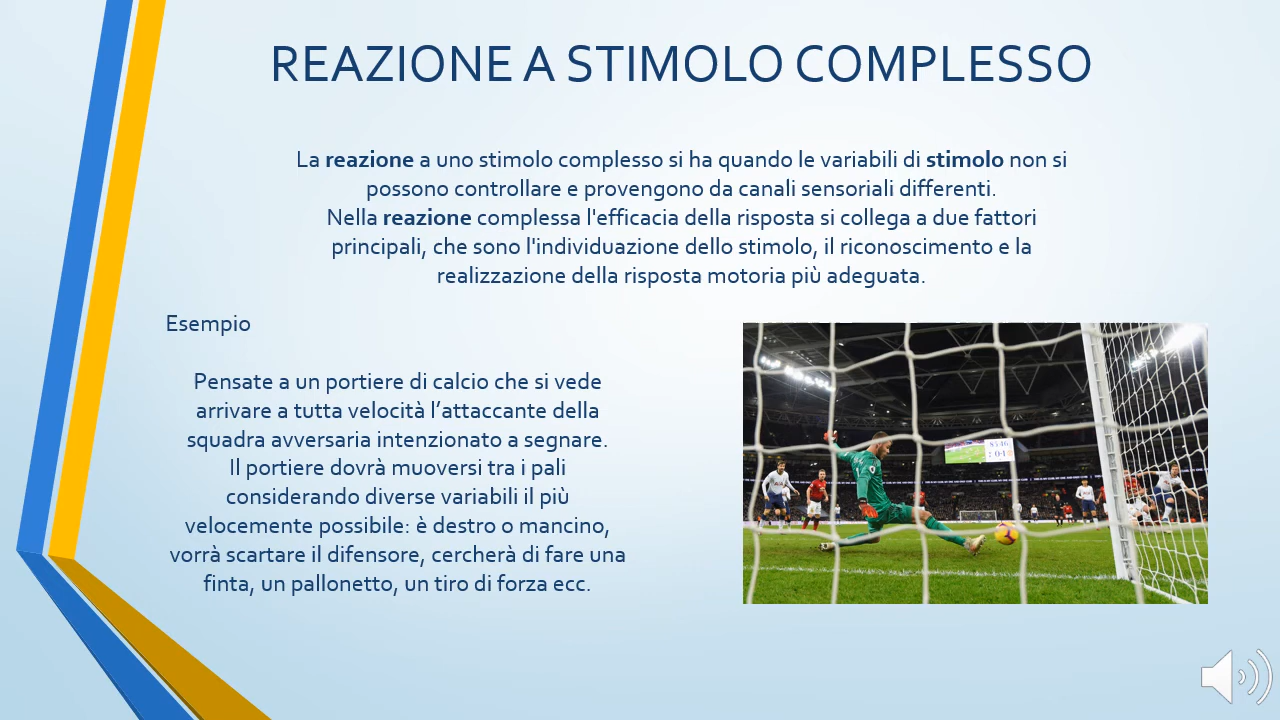 REAZIONE A STIMOLO COMPLESSO
La reazione a uno stimolo complesso si ha quando le variabili di stimolo non si
possono controllare e provengono da canali sensoriali differenti.
Nella reazione complessa l'efficacia della risposta si collega a due fattori
principali, che sono l'individuazione dello stimolo, il riconoscimento e la
realizzazione della risposta motoria più adeguata.
Esempio
Pensate a un portiere di calcio che si vede
arrivare a tutta velocità l’attaccante della
squadra avversaria intenzionato a segnare.
Il portiere dovrà muoversi tra i pali
considerando diverse variabili il più
velocemente possibile: è destro o mancino,
vorrà scartare il difensore, cercherà di fare una
finta, un pallonetto, un tiro di forza ecc.